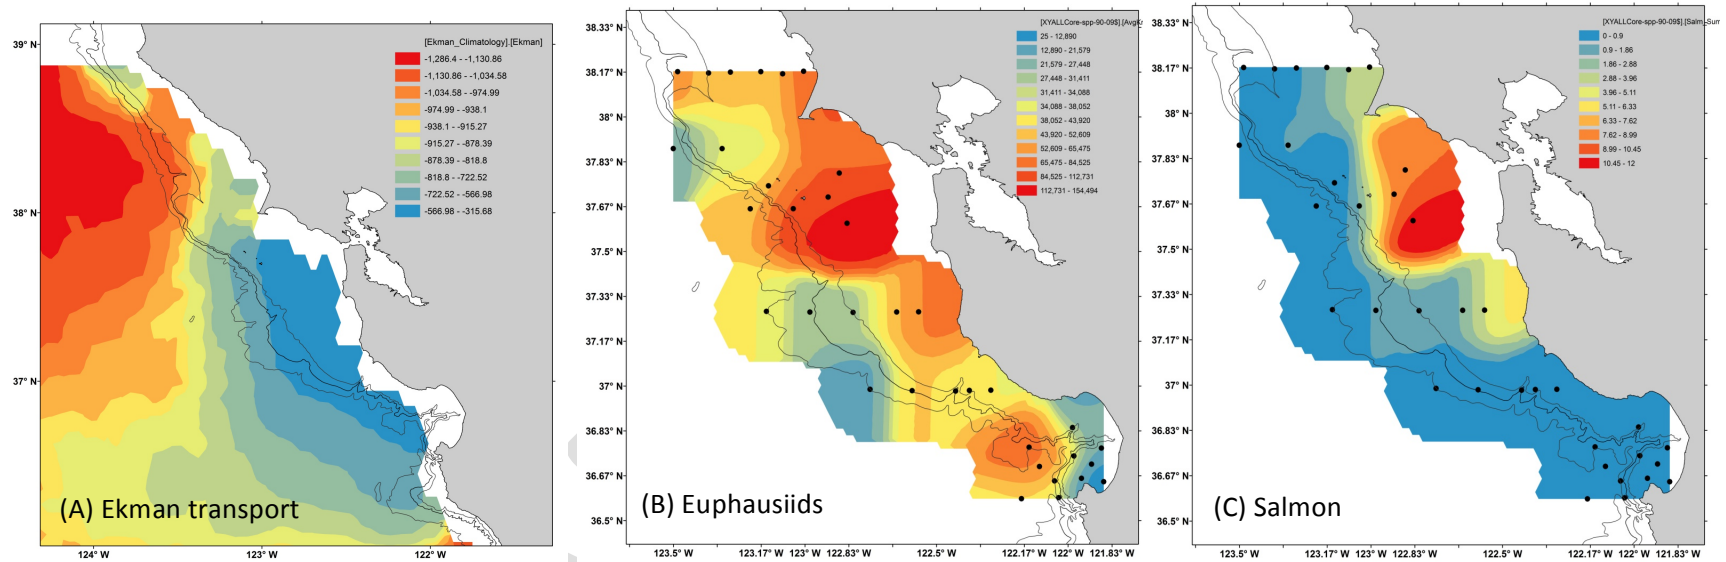 [Ekman_Climatology].[Ekman]
-1,286.4 - -1,130.86
-1,130.86 - -1,034.58
-1,034.58 - -974.99
-974.99 - -938.1
-938.1 - -915.27
-915.27 - -878.39
-878.39 - -818.8
-818.8 - -722.52
-722.52 - -566.98
-566.98 - -315.68
39° N
38° N
37° N
124° W
123° W
122° W
(A) Ekman transport
[XYALLCore-spp-90-09$].[AvgKr
25 - 12,890
12,890 - 21,579
21,579 - 27,448
27,448 - 31,411
31,411 - 34,088
34,088 - 38,052
38,052 - 43,920
43,920 - 52,609
52,609 - 65,475
65,475 - 84,525
84,525 - 112,731
112,731 - 154,494
38.33° N
38.17° N
38° N
37.83° N
37.67° N
37.5° N
37.33° N
37.17° N
37° N
36.83° N
36.67° N
36.5° N
123.5° W
123.17° W
123° W
122.83° W
122.5° W
122.17° W
122° W
121.83° W
(B) Euphausiids
[XYALLCore-spp-90-09$].[Salm_Sum
0 - 0.9
0.9 - 1.86
1.86 - 2.88
2.88 - 3.96
3.96 - 5.11
5.11 - 6.33
6.33 - 7.62
7.62 - 8.99
8.99 - 10.45
10.45 - 12
38.33° N
38.17° N
38° N
37.83° N
37.67° N
37.5° N
37.33° N
37.17° N
37° N
36.83° N
36.67° N
36.5° N
123.5° W
123.17° W
123° W
122.83° W
122.5° W
122.17° W
122° W
121.83° W
(C) Salmon